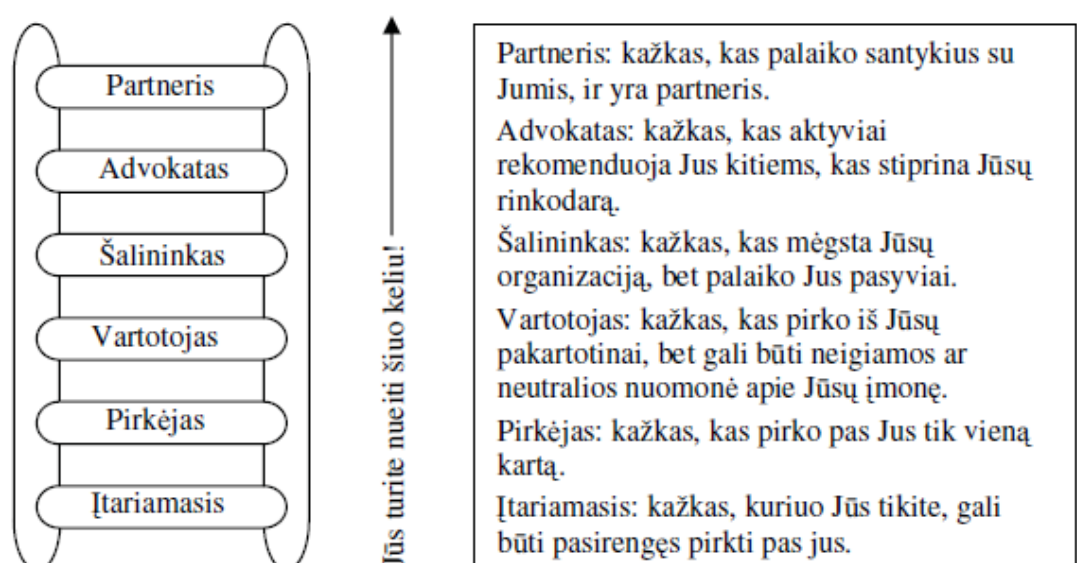 Partneris
Advokatas
Šalininkas
Vartotojas
Pirkėjas
Įtariamasis
Jūs turite nueiti šiuo keliu!
Partneris: kažkas, kas palaiko santykius su
Jumis, ir yra partneris.
Advokatas: kažkas, kas aktyviai
rekomenduoja Jus kitiems, kas stiprina Jūsų
rinkodarą.
Šalininkas: kažkas, kas mėgsta Jūsų
organizaciją, bet palaiko Jus pasyviai.
Vartotojas: kažkas, kas pirko iš Jūsų
pakartotinai, bet gali būti neigiamos ar
neutralios nuomonė apie Jūsų įmonę.
Pirkėjas: kažkas, kas pirko pas Jus tik vieną
kartą.
Įtariamasis: kažkas, kuriuo Jūs tikite, gali
būti pasirengęs pirkti pas jus.